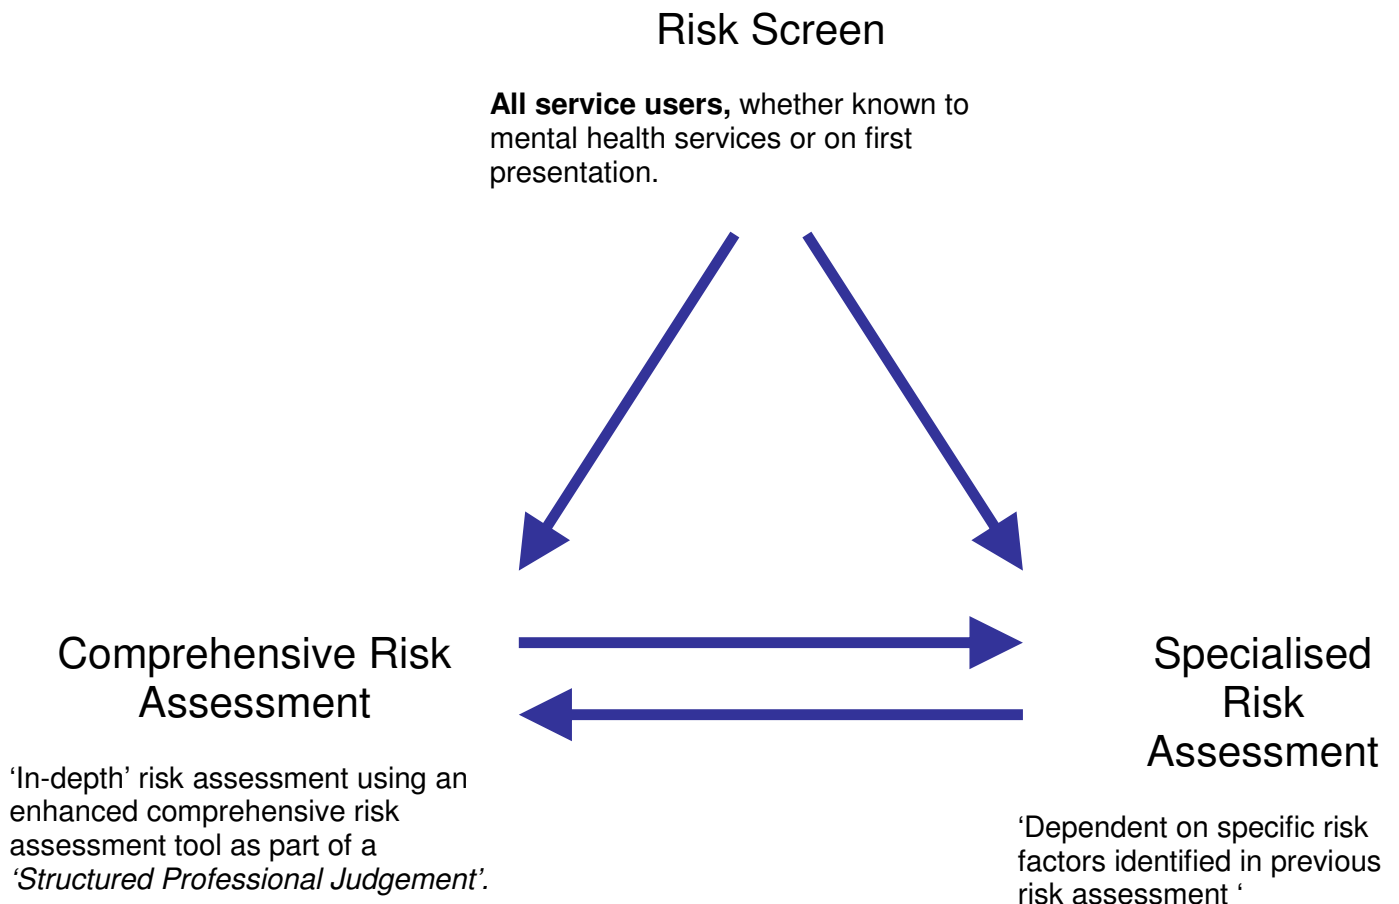 Risk Screen
All service users, whether known to
mental health services or on first
presentation.
Comprehensive Risk
Assessment
‘In-depth’ risk assessment using an
enhanced comprehensive risk
assessment tool as part of a
‘Structured Professional Judgement’.
Specialised
Risk
Assessment
‘Dependent on specific risk
factors identified in previous
risk assessment ‘